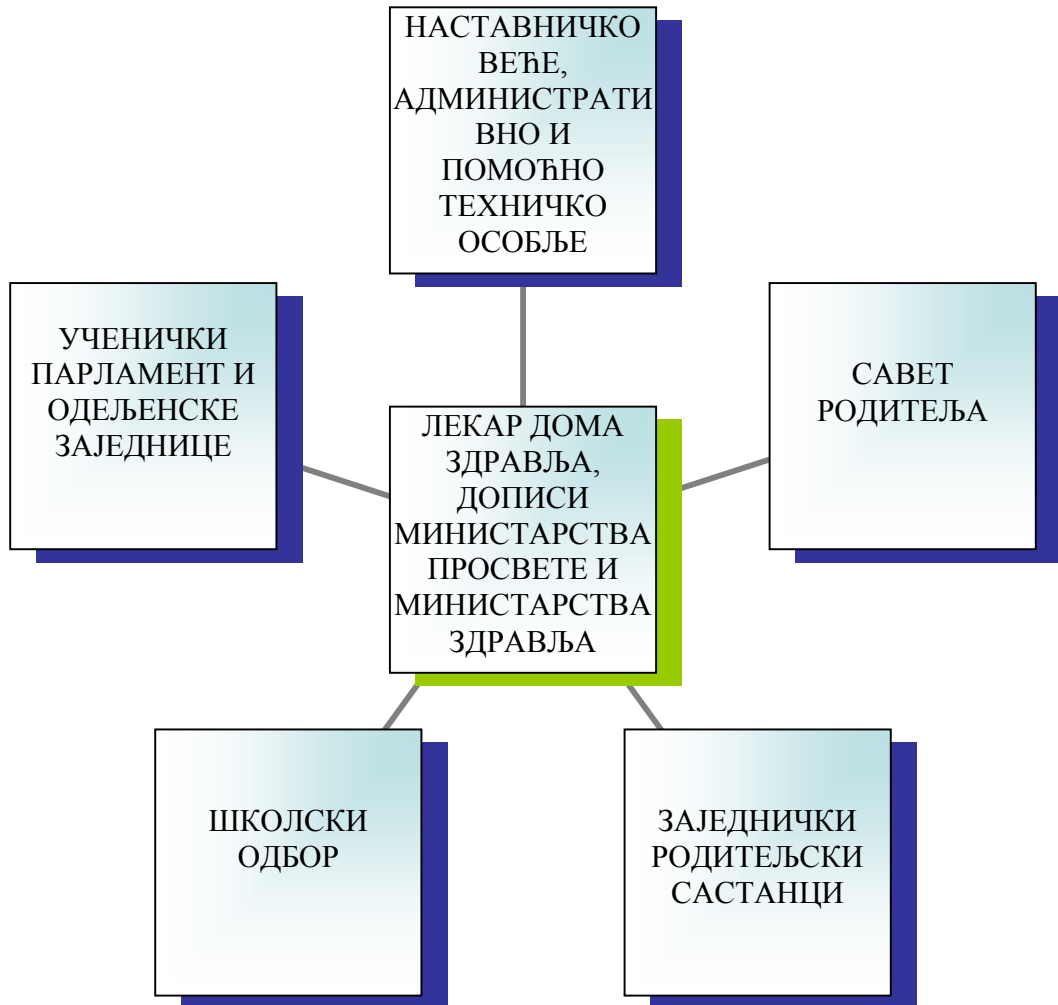 НАСТАВНИЧКО
ВЕЋЕ,
АДМИНИСТРАТИ
ВНО И
ПОМОЋНО
ТЕХНИЧКО
ОСОБЉЕ
УЧЕНИЧКИ
ПАРЛАМЕНТ И
ОДЕЉЕНСКЕ
ЗАЈЕДНИЦЕ
САВЕТ
РОДИТЕЉА
ЛЕКАР ДОМА
ЗДРАВЉА,
ДОПИСИ
МИНИСТАРСТВА
ПРОСВЕТЕ И
МИНИСТАРСТВА
ЗДРАВЉА
ШКОЛСКИ
ОДБОР
ЗАЈЕДНИЧКИ
РОДИТЕЉСКИ
САСТАНЦИ